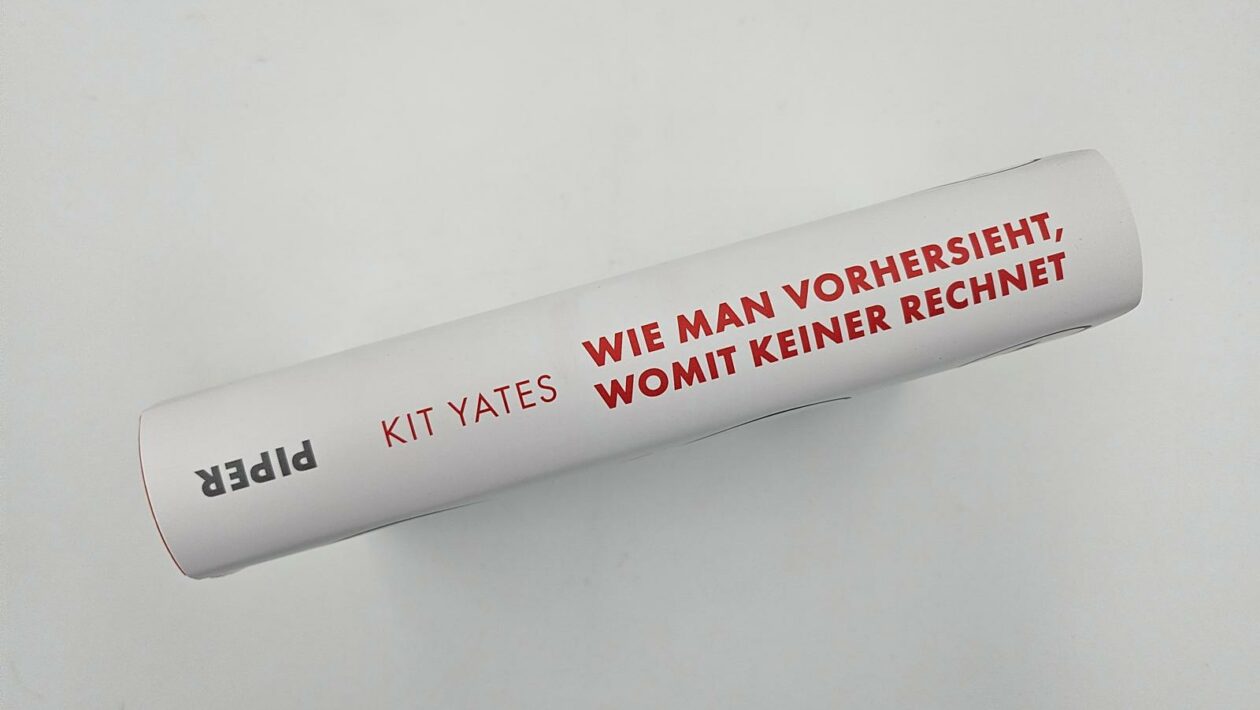 WIE MAN VORHERSIEHT,
WOMIT KEINER RECHNET
KIT YATES
PIPER